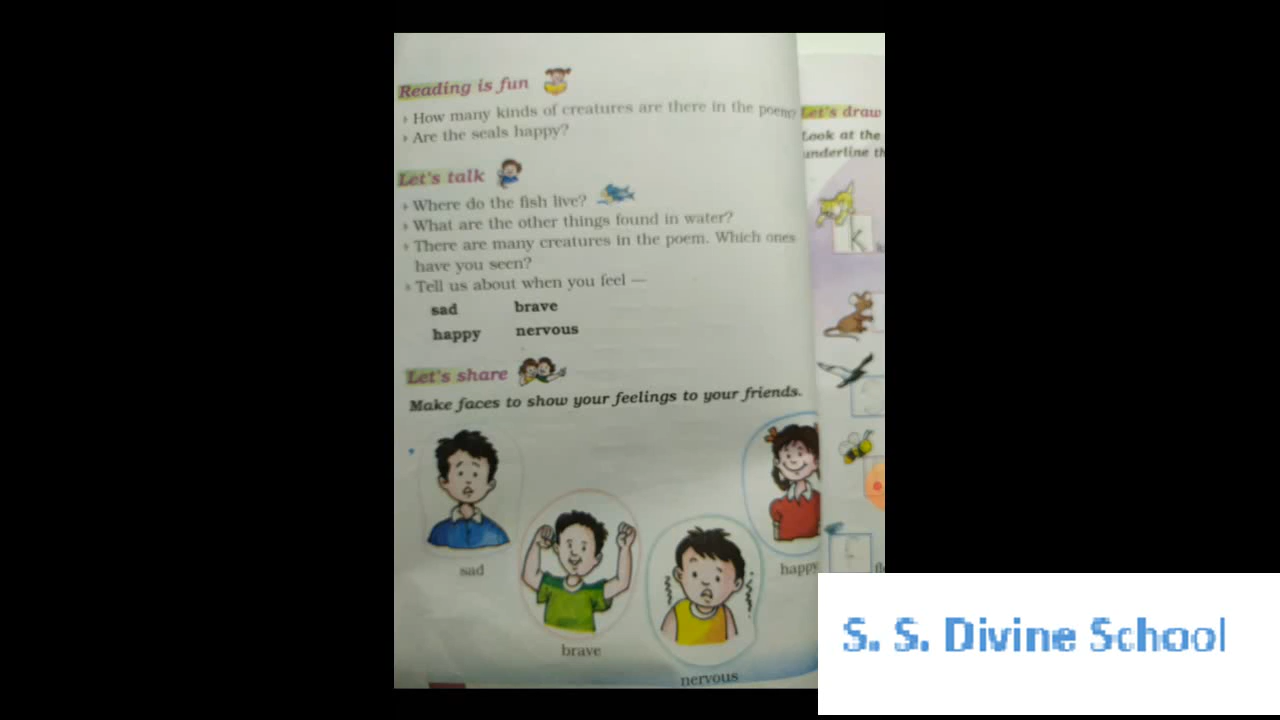 Reading is fun
How many kinds of creatures are there in the poem?
Are the seals happy?
Let's talk
Where do the fish live?
What are the other things found in water?
There are many creatures in the poem. Which ones
have you seen?
Tell us about when you feel —
sad brave
happy nervous
Let's share
Make faces to show your feelings to your friends.
sad
brave
nervous
happy
Let's draw
Look at the
underline th
k
S. S. Divine School